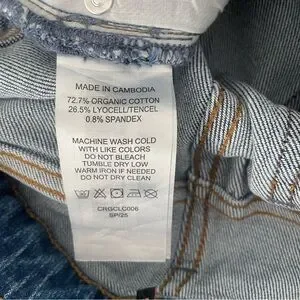 MADE IN CAMBODIA
72.7% ORGANIC COTTON
26.5% LYOCELL/TENCEL
0.8% SPANDEX
MACHINE WASH COLD
WITH LIKE COLORS
DO NOT BLEACH
TUMBLE DRY LOW
WARM IRON IF NEEDED
DO NOT DRY CLEAN
CRGCLC006
SP/25